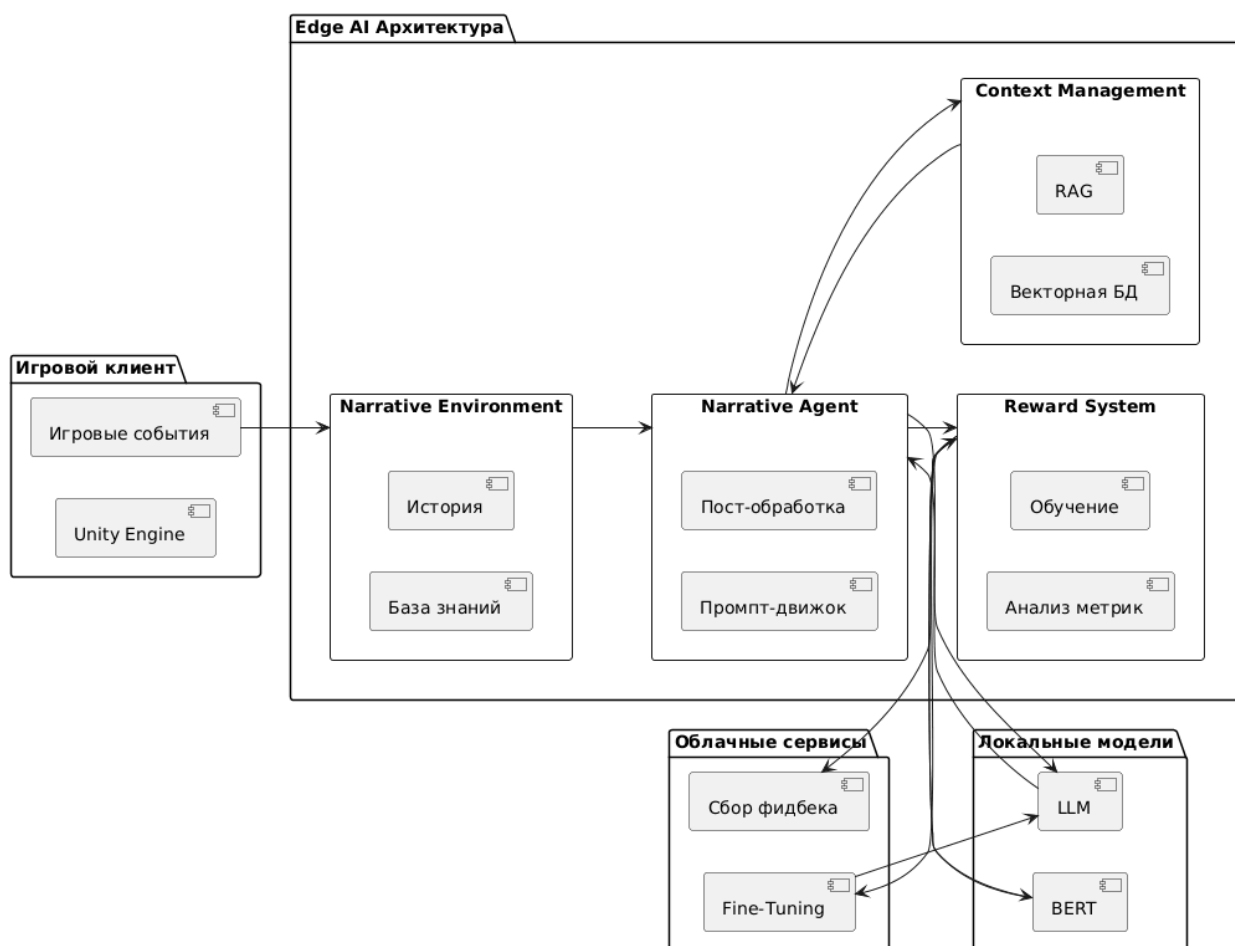 Edge AI Архитектура
Context Management
RAG
Векторная БД
Игровой клиент
Игровые события
Unity Engine
Narrative Environment
История
База знаний
Narrative Agent
Пост-обработка
Промпт-движок
Reward System
Обучение
Анализ метрик
Облачные сервисы
Сбор фидбека
Fine-Tuning
Локальные модели
LLM
BERT